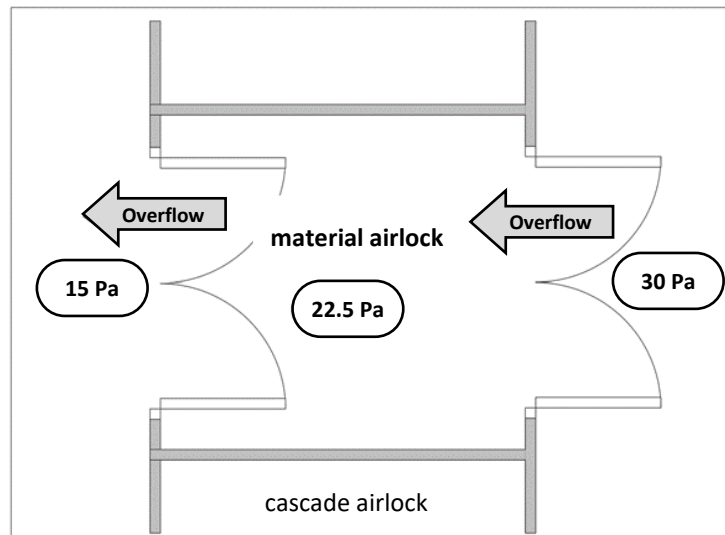 Overflow
Overflow
material airlock
15 Pa
30 Pa
22.5 Pa
cascade airlock